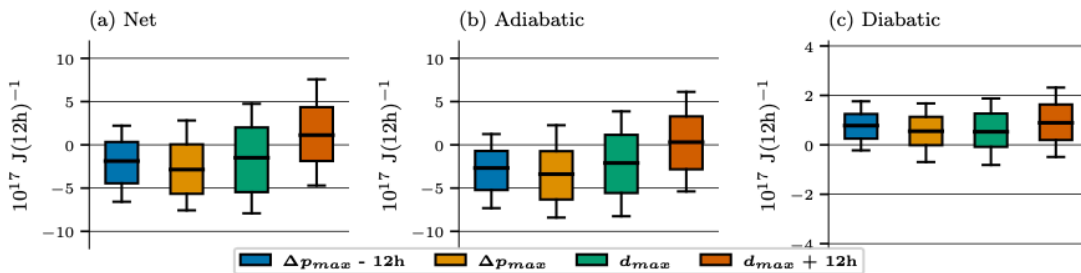 (a) Net
(b) Adiabatic
(c) Diabatic
10¹⁷ J(12h)⁻¹
10
5
0
−5
−10
10¹⁷ J(12h)⁻¹
10
5
0
−5
−10
10¹⁷ J(12h)⁻¹
4
2
0
−2
−4
Δp_max - 12h
Δp_max
d_max
d_max + 12h